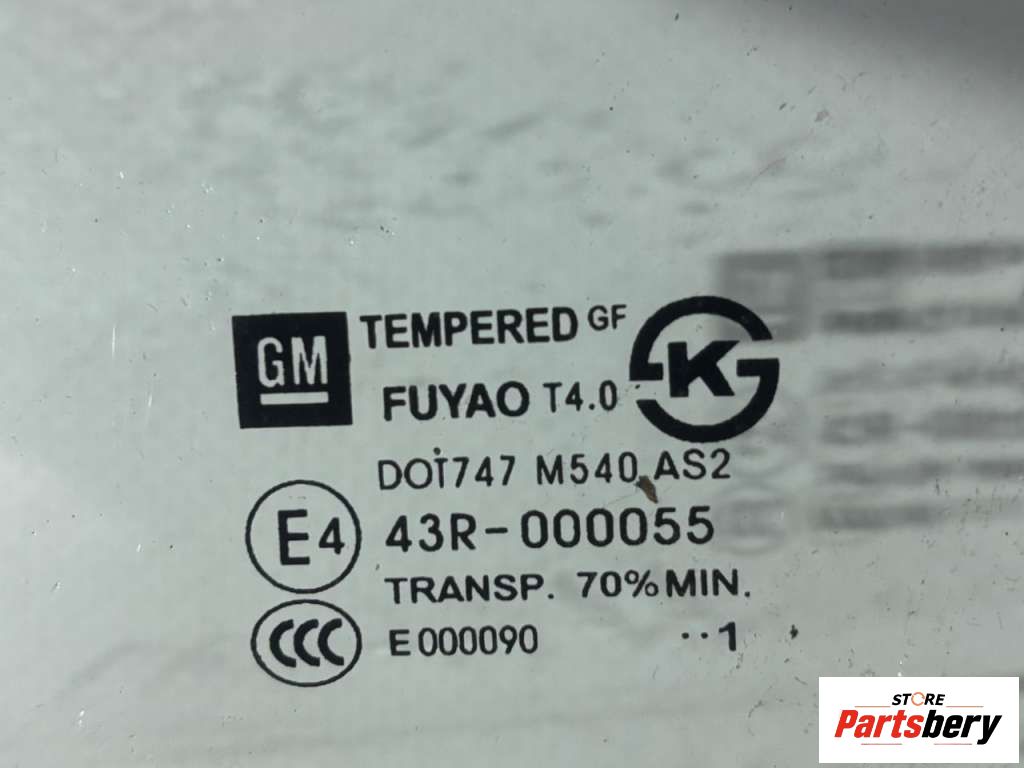 GM TEMPERED GF
FUYAO T4.0
K
DOT747 M540 AS2
E4 43R-000055
TRANSP. 70% MIN.
CCC E000090 ··1
STORE
Partsbery